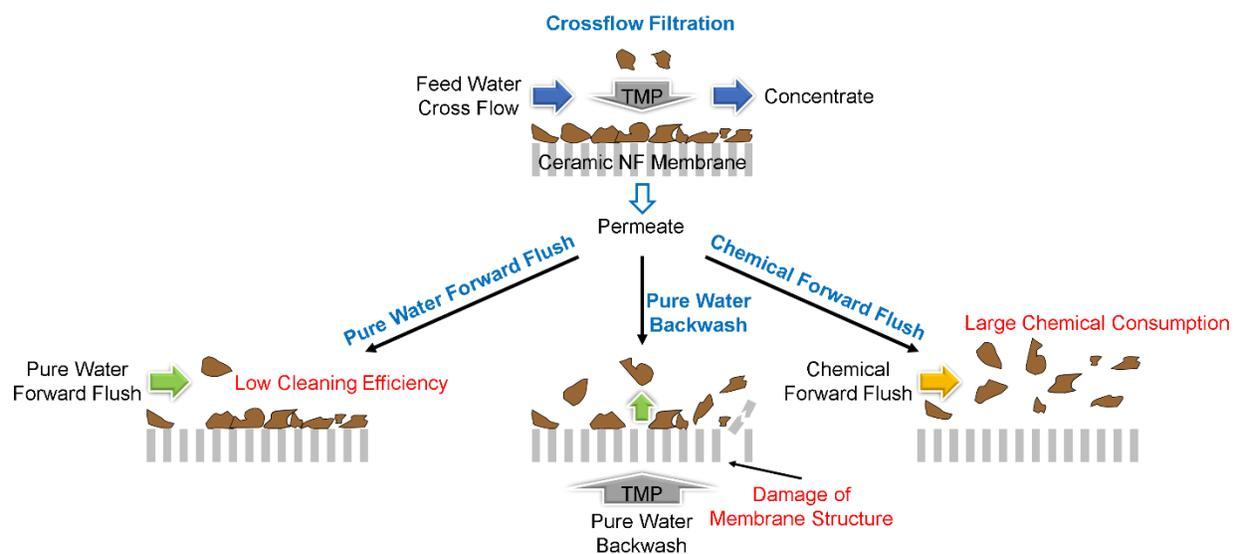 Crossflow Filtration
Feed Water
Cross Flow
TMP
Concentrate
Ceramic NF Membrane
Permeate
Pure Water Forward Flush
Pure Water
Backwash
Chemical Forward Flush
Pure Water
Forward Flush
Low Cleaning Efficiency
Large Chemical Consumption
Chemical
Forward Flush
TMP
Pure Water
Backwash
Damage of
Membrane Structure